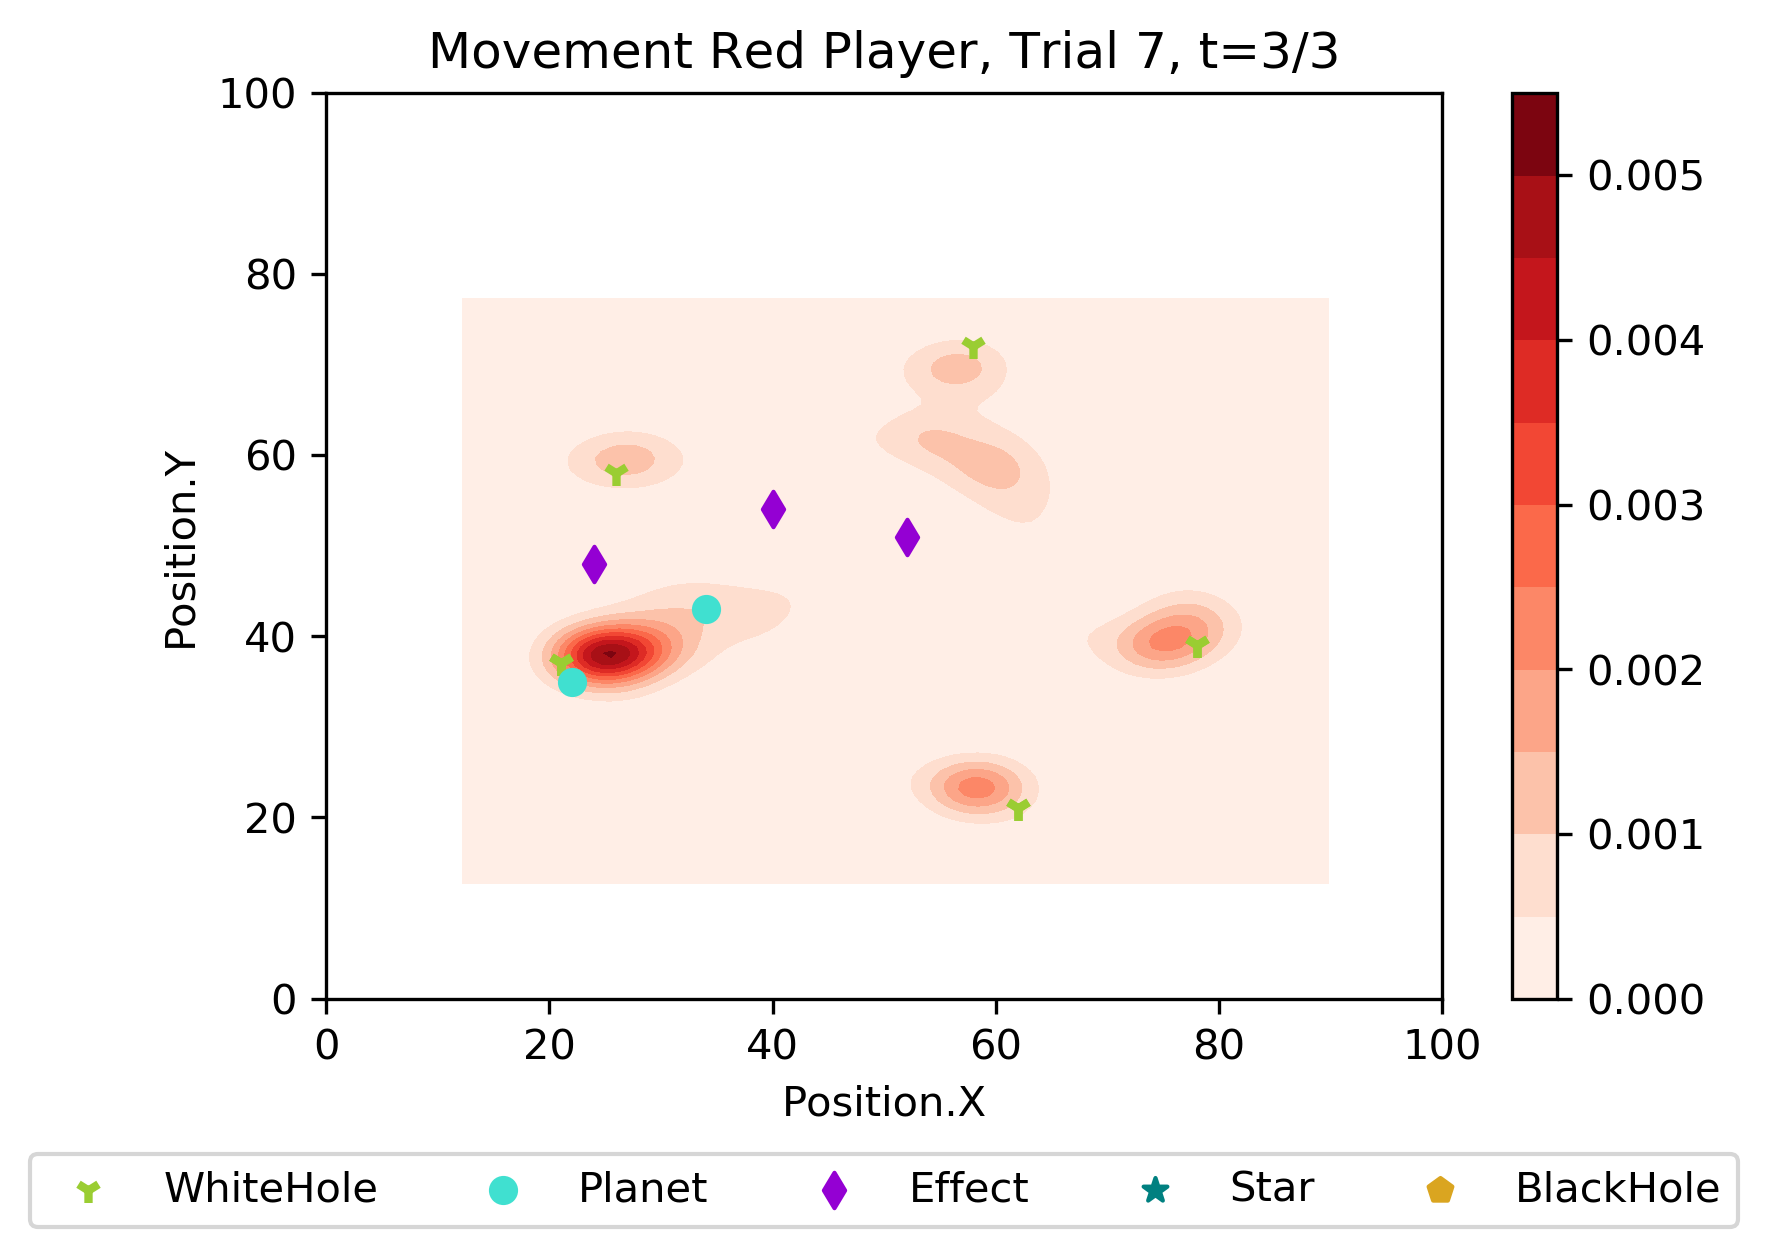 Movement Red Player, Trial 7, t=3/3
100
80
60
40
20
0
Position.Y
0 20 40 60 80 100
Position.X
0.005
0.004
0.003
0.002
0.001
0.000
WhiteHole Planet Effect Star BlackHole